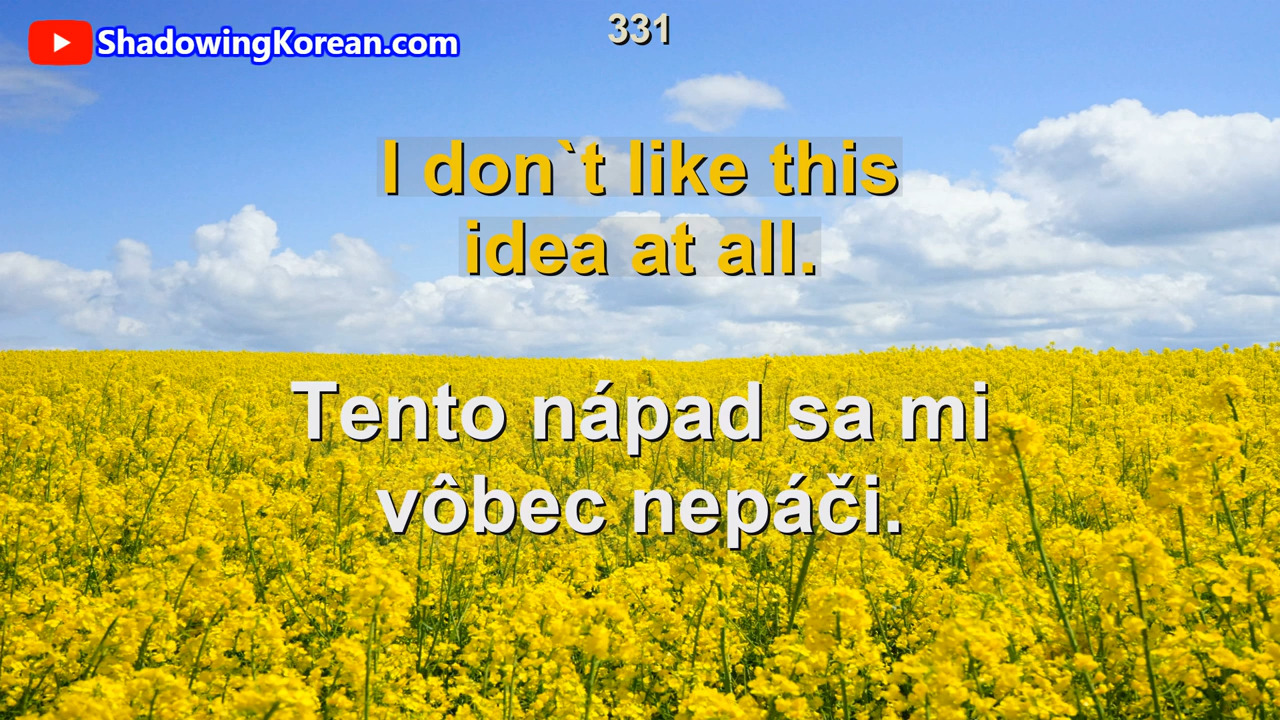 ShadowingKorean.com
331
I don`t like this
idea at all.
Tento nápad sa mi
vôbec nepáči.